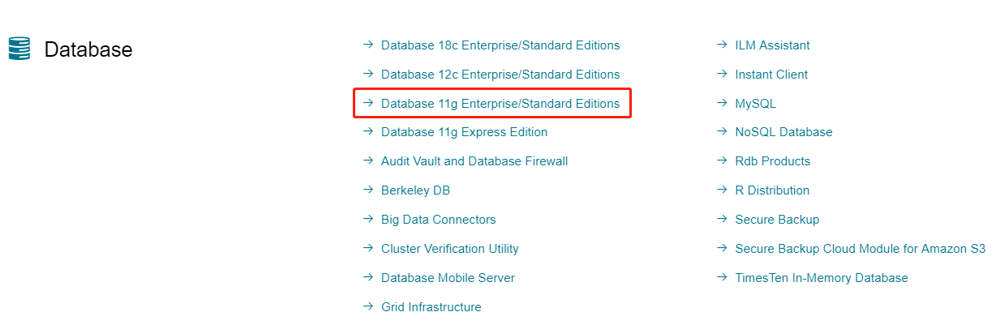 Database
Database 18c Enterprise/Standard Editions
Database 12c Enterprise/Standard Editions
Database 11g Enterprise/Standard Editions
Database 11g Express Edition
Audit Vault and Database Firewall
Berkeley DB
Big Data Connectors
Cluster Verification Utility
Database Mobile Server
Grid Infrastructure
ILM Assistant
Instant Client
MySQL
NoSQL Database
Rdb Products
R Distribution
Secure Backup
Secure Backup Cloud Module for Amazon S3
TimesTen In-Memory Database